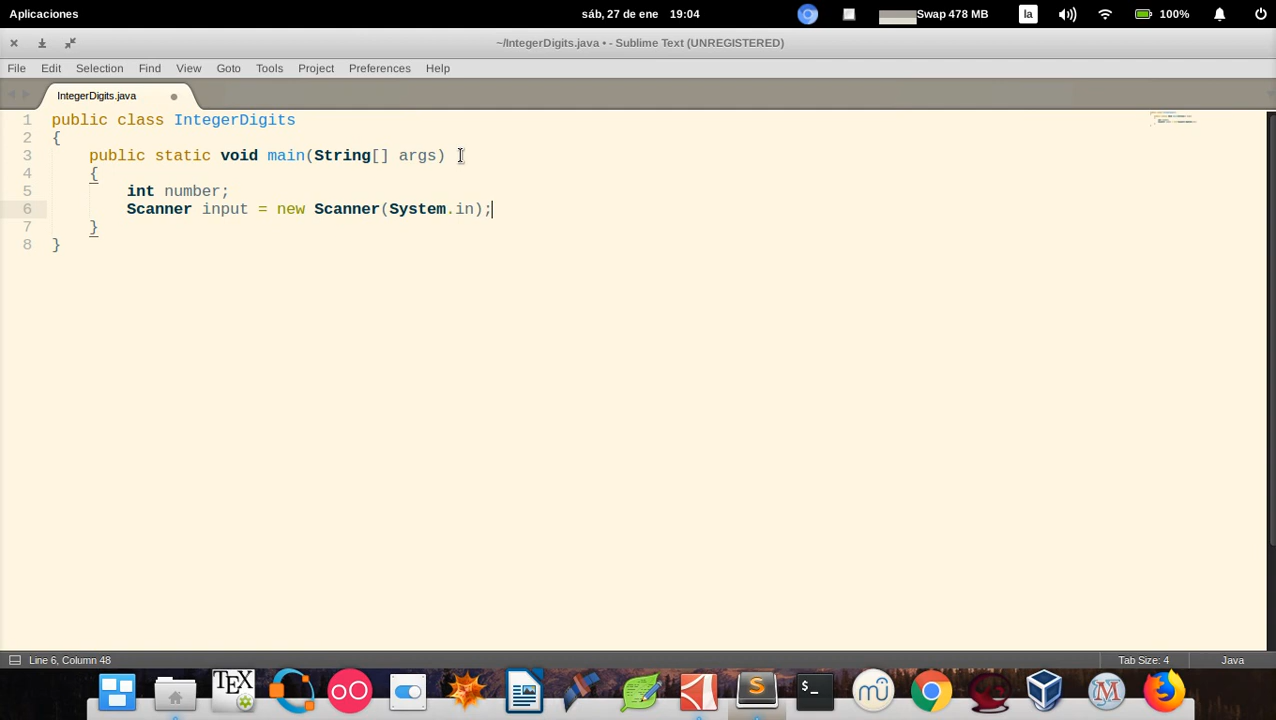 Aplicaciones sáb, 27 de ene 19:04 Swap 478 MB la 100%
~/IntegerDigits.java • - Sublime Text (UNREGISTERED)
File Edit Selection Find View Goto Tools Project Preferences Help
IntegerDigits.java
1 public class IntegerDigits
2 {
3 public static void main(String[] args)
4 {
5 int number;
6 Scanner input = new Scanner(System.in);
7 }
8 }
Line 6, Column 48 Tab Size: 4 Java
TEX S >_ mü M